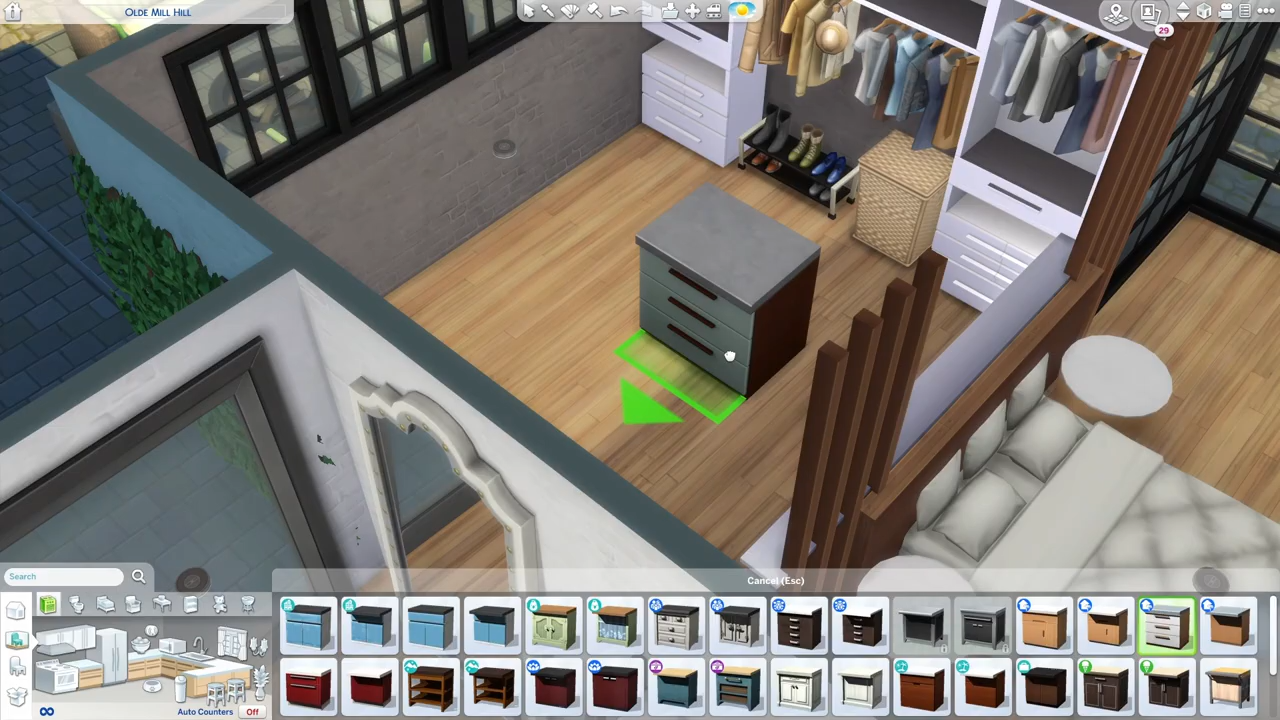 OLDE MILL HILL
29
Cancel (Esc)
Search
Auto Counters Off